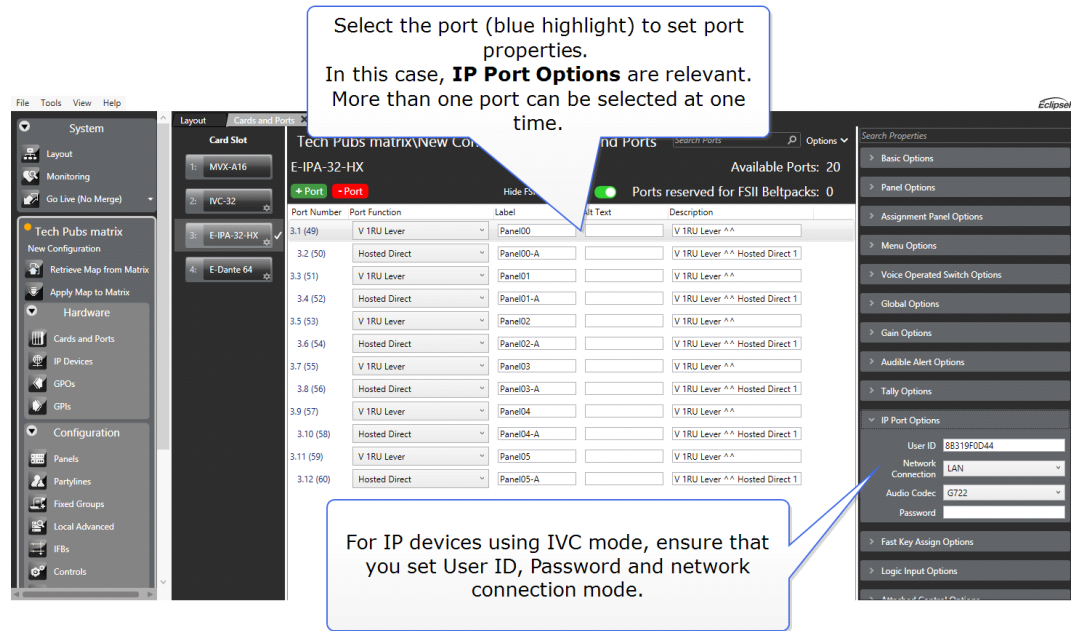 Select the port (blue highlight) to set port
properties.
In this case, IP Port Options are relevant.
More than one port can be selected at one
time.
File Tools View Help
Eclipse
System
Layout
Monitoring
Go Live (No Merge)
Tech Pubs matrix
New Configuration
Retrieve Map from Matrix
Apply Map to Matrix
Hardware
Cards and Ports
IP Devices
GPOs
GPIs
Configuration
Panels
Partylines
Fixed Groups
Local Advanced
IFBs
Controls
Layout Cards and Ports X
Card Slot
1: MVX-A16
2: IVC-32
3: E-IPA-32-HX
4: E-Dante 64
Tech Pubs matrix\New Con nd Ports Search Ports Options
E-IPA-32-HX Available Ports: 20
+ Port - Port Hide FSII Ports reserved for FSII Beltpacks: 0
Port Number Port Function Label Alt Text Description
3.1 (49) V 1RU Lever Panel00 V 1RU Lever ^^
3.2 (50) Hosted Direct Panel00-A V 1RU Lever ^^ Hosted Direct 1
3.3 (51) V 1RU Lever Panel01 V 1RU Lever ^^
3.4 (52) Hosted Direct Panel01-A V 1RU Lever ^^ Hosted Direct 1
3.5 (53) V 1RU Lever Panel02 V 1RU Lever ^^
3.6 (54) Hosted Direct Panel02-A V 1RU Lever ^^ Hosted Direct 1
3.7 (55) V 1RU Lever Panel03 V 1RU Lever ^^
3.8 (56) Hosted Direct Panel03-A V 1RU Lever ^^ Hosted Direct 1
3.9 (57) V 1RU Lever Panel04 V 1RU Lever ^^
3.10 (58) Hosted Direct Panel04-A V 1RU Lever ^^ Hosted Direct 1
3.11 (59) V 1RU Lever Panel05 V 1RU Lever ^^
3.12 (60) Hosted Direct Panel05-A V 1RU Lever ^^ Hosted Direct 1
Search Properties
Basic Options
Panel Options
Assignment Panel Options
Menu Options
Voice Operated Switch Options
Global Options
Gain Options
Audible Alert Options
Tally Options
IP Port Options
User ID 8B319F0D44
Network
Connection LAN
Audio Codec G722
Password
Fast Key Assign Options
Logic Input Options
Attached Control Options
For IP devices using IVC mode, ensure that
you set User ID, Password and network
connection mode.